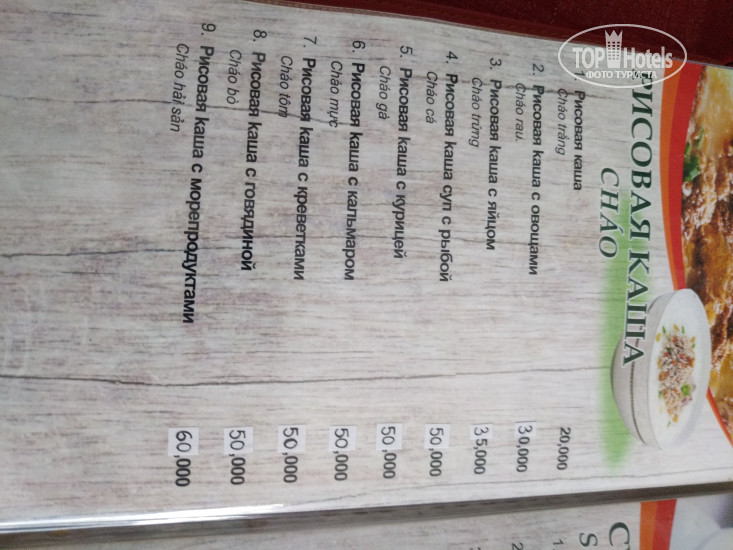 TOP Hotels
ФОТО ТУРИСТА
РИСОВАЯ КАША
CHÁO
1. Рисовая каша
Cháo trắng
20,000
2. Рисовая каша с овощами
Cháo rau.
30,000
3. Рисовая каша с яйцом
Cháo trứng
35,000
4. Рисовая каша суп с рыбой
Cháo cá
50,000
5. Рисовая каша с курицей
Cháo gà
50,000
6. Рисовая каша с кальмаром
Cháo mực
50,000
7. Рисовая каша с креветками
Cháo tôm
50,000
8. Рисовая каша с говядиной
Cháo bò
50,000
9. Рисовая каша с морепродуктами
Cháo hải sản
60,000
1.
2